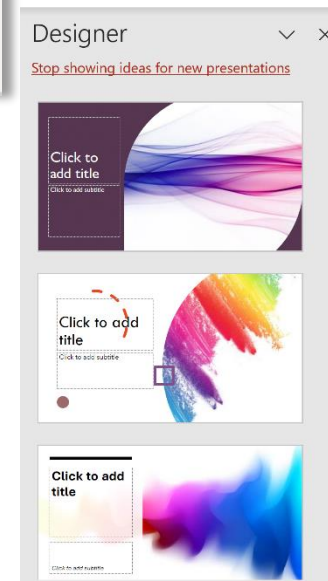 Designer
Stop showing ideas for new presentations
Click to
add title
Click to add subtitle
Click to add
title
Click to add subtitle
Click to add
title
Click to add subtitle